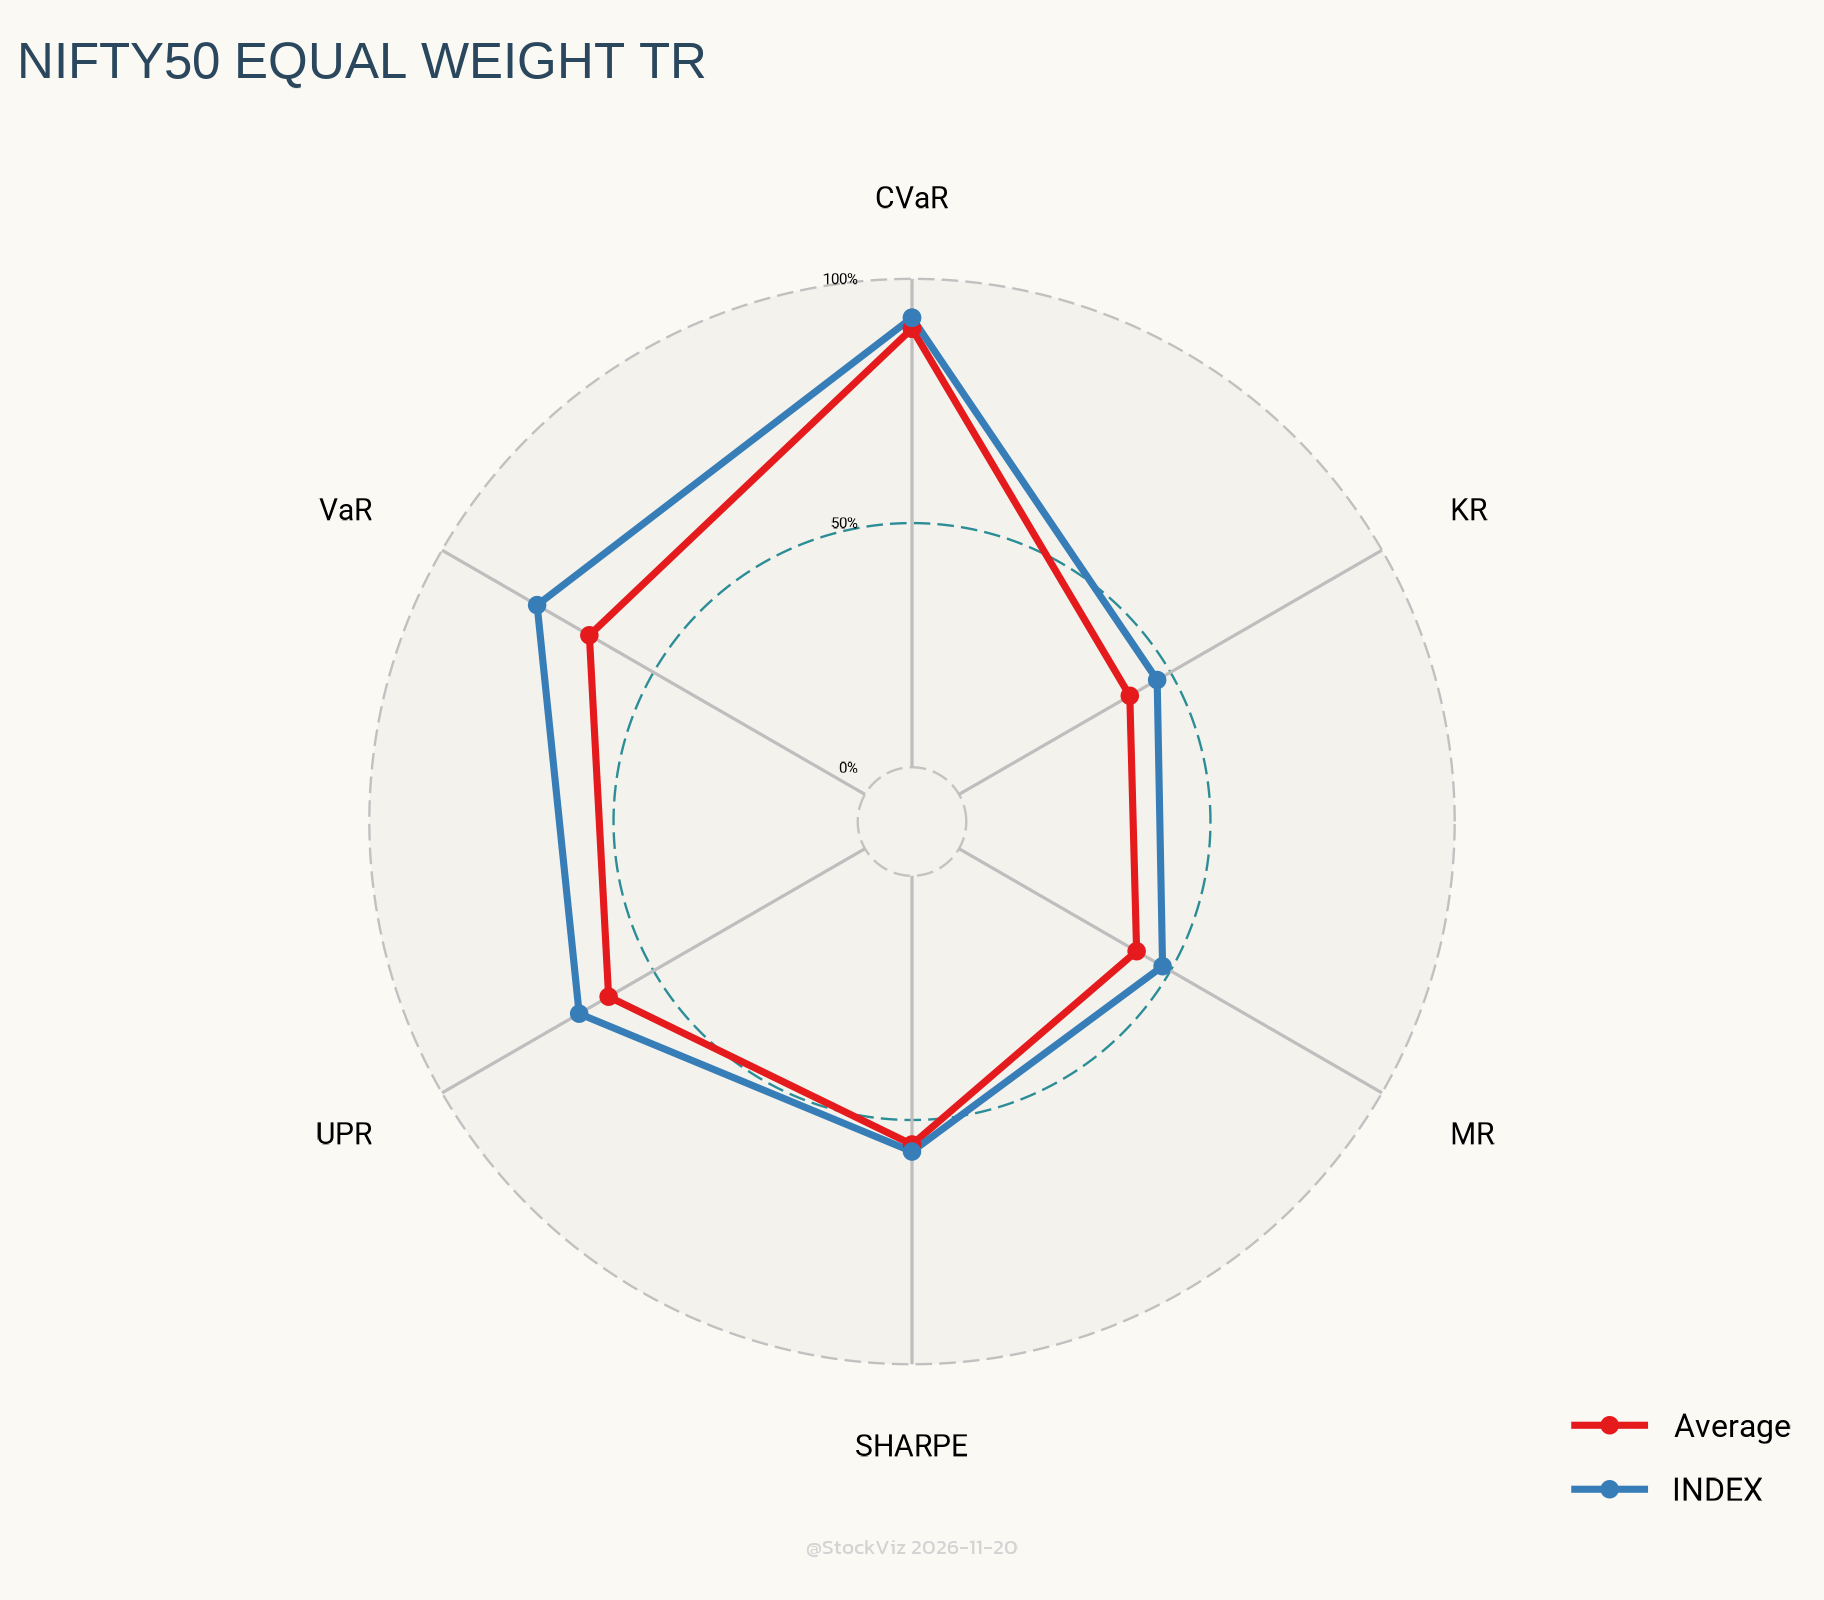 NIFTY50 EQUAL WEIGHT TR
CVaR
100%
VaR
KR
50%
0%
UPR
MR
SHARPE
Average
INDEX
@StockViz 2026-11-20